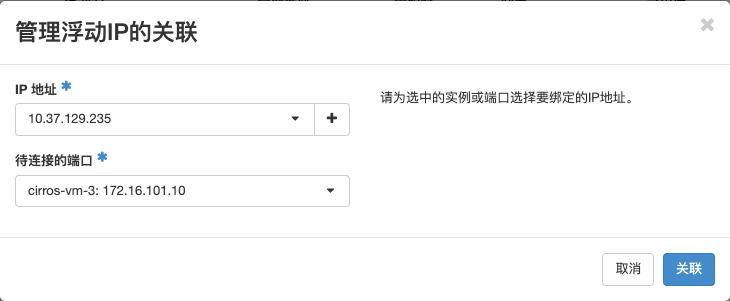 管理浮动IP的关联
×
IP 地址 *
请为选中的实例或端口选择要绑定的IP地址。
10.37.129.235
+
待连接的端口 *
cirros-vm-3: 172.16.101.10
取消
关联